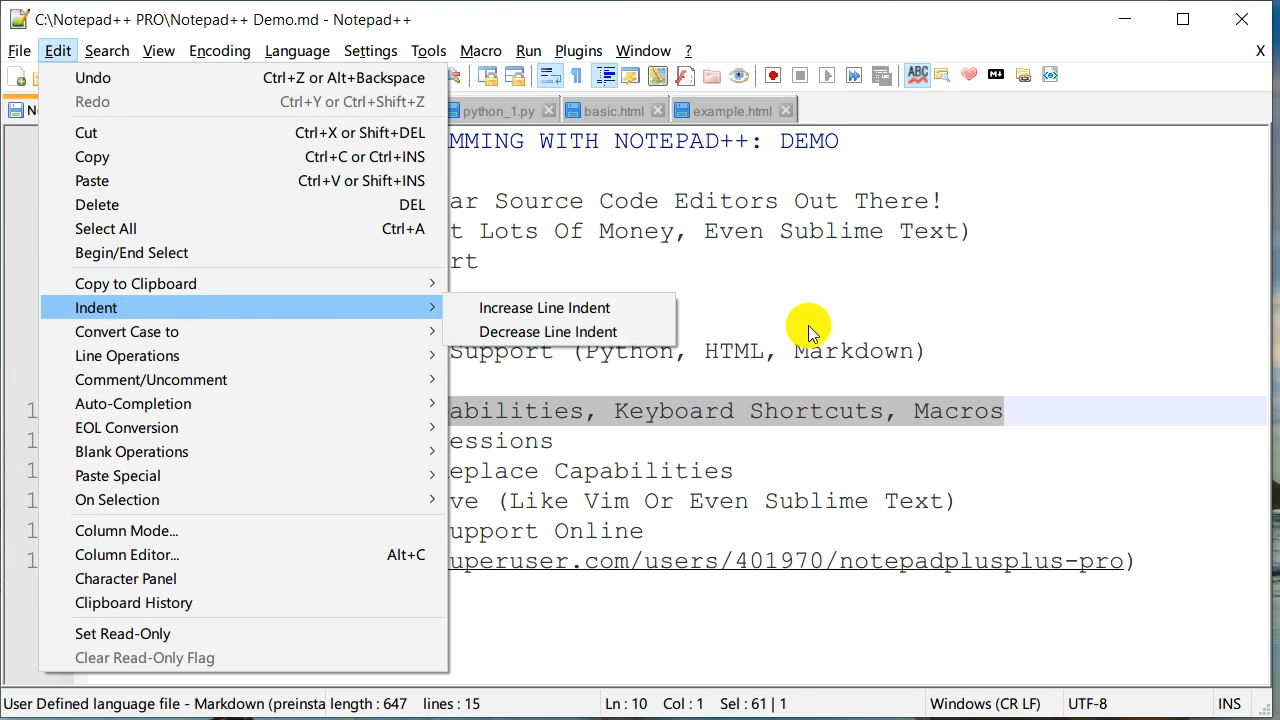 C:\Notepad++ PRO\Notepad++ Demo.md - Notepad++
File Edit Search View Encoding Language Settings Tools Macro Run Plugins Window ? X
ABC
python_1.py basic.html example.html
Undo Ctrl+Z or Alt+Backspace
Redo Ctrl+Y or Ctrl+Shift+Z
Cut Ctrl+X or Shift+DEL
Copy Ctrl+C or Ctrl+INS
Paste Ctrl+V or Shift+INS
Delete DEL
Select All Ctrl+A
Begin/End Select
Copy to Clipboard
Indent
Convert Case to
Line Operations
Comment/Uncomment
Auto-Completion
EOL Conversion
Blank Operations
Paste Special
On Selection
Column Mode...
Column Editor... Alt+C
Character Panel
Clipboard History
Set Read-Only
Clear Read-Only Flag
Increase Line Indent
Decrease Line Indent
MMING WITH NOTEPAD++: DEMO
ar Source Code Editors Out There!
t Lots Of Money, Even Sublime Text)
rt
Support (Python, HTML, Markdown)
abilities, Keyboard Shortcuts, Macros
essions
eplace Capabilities
ve (Like Vim Or Even Sublime Text)
upport Online
uperuser.com/users/401970/notepadplusplus-pro)
User Defined language file - Markdown (preinsta length : 647 lines : 15 Ln : 10 Col : 1 Sel : 61 | 1 Windows (CR LF) UTF-8 INS